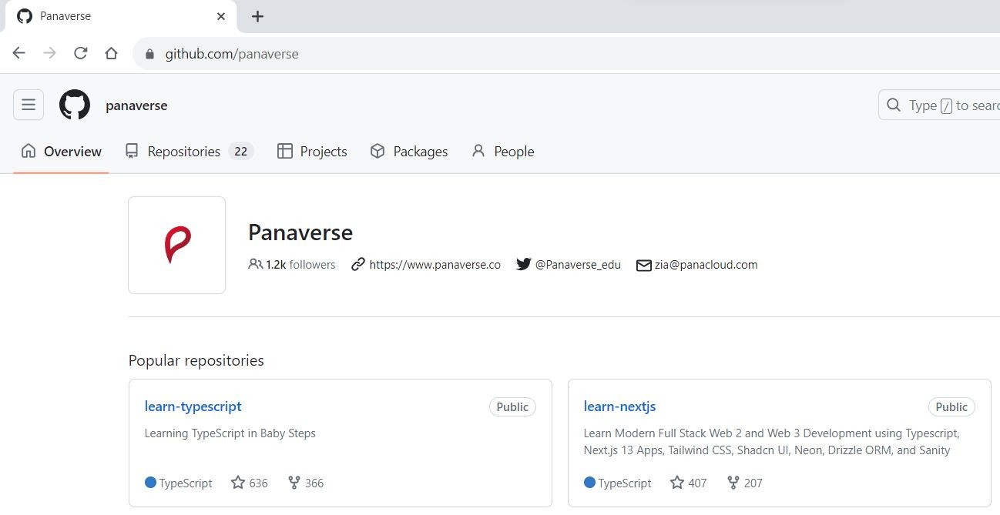 Panaverse
github.com/panaverse
panaverse
Type / to searc
Overview Repositories 22 Projects Packages People
Panaverse
1.2k followers https://www.panaverse.co @Panaverse_edu zia@panacloud.com
Popular repositories
learn-typescript Public
Learning TypeScript in Baby Steps
TypeScript 636 366
learn-nextjs Public
Learn Modern Full Stack Web 2 and Web 3 Development using Typescript,
Next.js 13 Apps, Tailwind CSS, Shadcn UI, Neon, Drizzle ORM, and Sanity
TypeScript 407 207